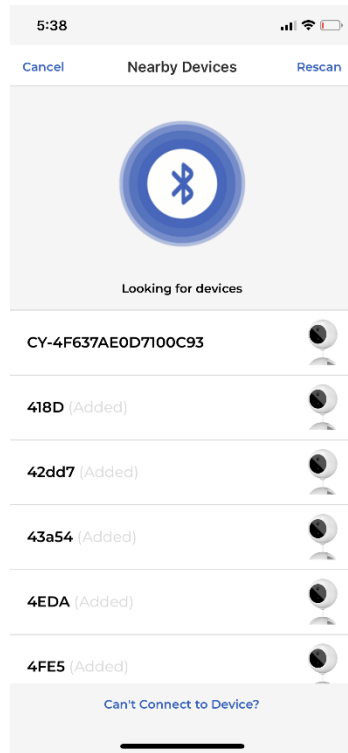 5:38
Cancel Nearby Devices Rescan
Looking for devices
CY-4F637AE0D7100C93
418D (Added)
42dd7 (Added)
43a54 (Added)
4EDA (Added)
4FE5 (Added)
Can't Connect to Device?